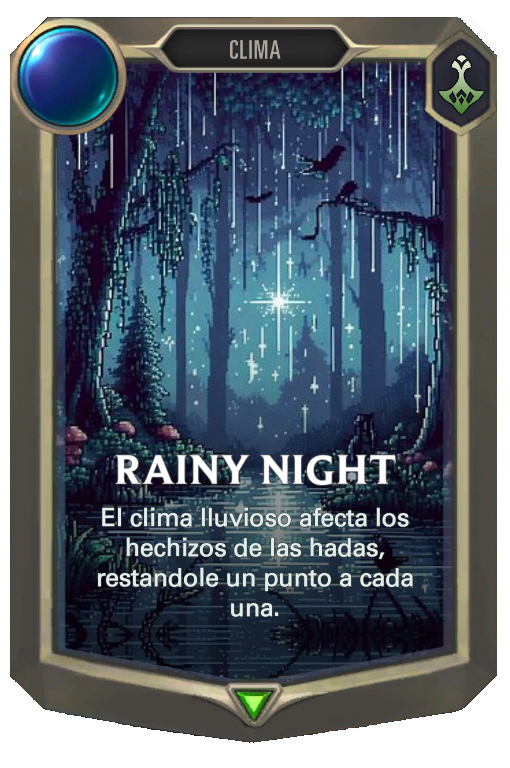 CLIMA
RAINY NIGHT
El clima lluvioso afecta los
hechizos de las hadas,
restandole un punto a cada
una.